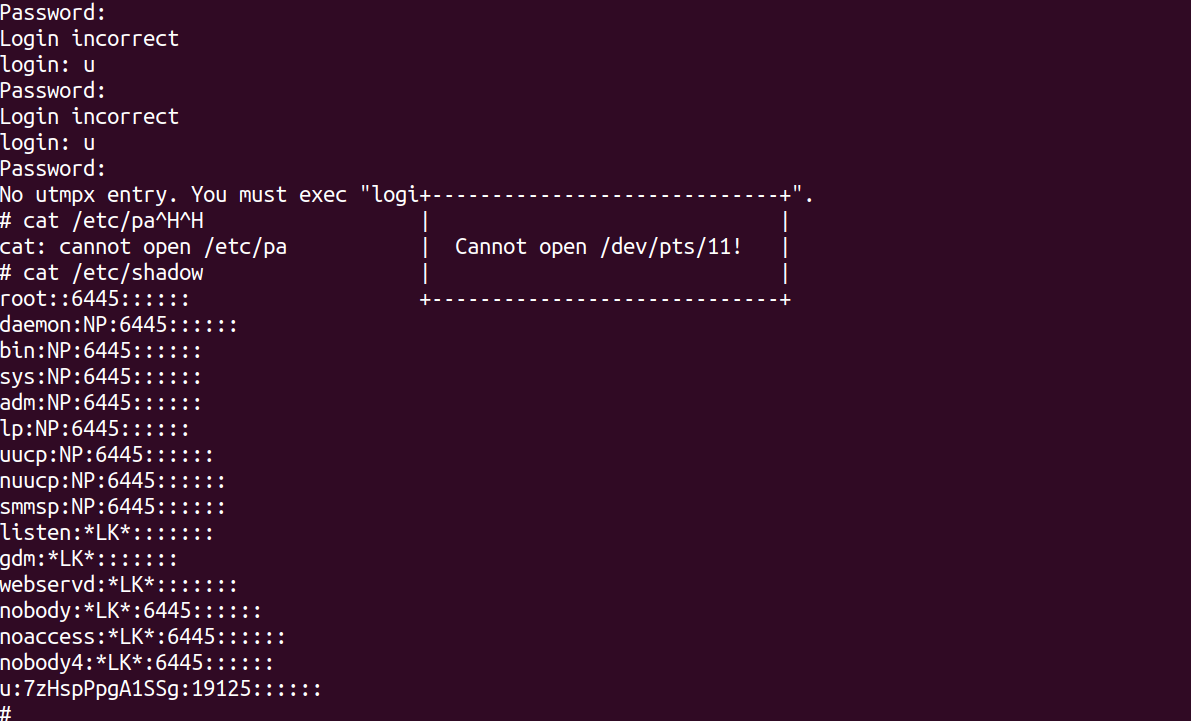 Password:
Login incorrect
login: u
Password:
Login incorrect
login: u
Password:
No utmpx entry. You must exec "logi+-----------------------------+".
# cat /etc/pa^H^H                  |                             |
cat: cannot open /etc/pa           |  Cannot open /dev/pts/11!   |
# cat /etc/shadow                  |                             |
root::6445::::::                   +-----------------------------+
daemon:NP:6445::::::
bin:NP:6445::::::
sys:NP:6445::::::
adm:NP:6445::::::
lp:NP:6445::::::
uucp:NP:6445::::::
nuucp:NP:6445::::::
smmsp:NP:6445::::::
listen:*LK*:::::::
gdm:*LK*:::::::
webservd:*LK*:::::::
nobody:*LK*:6445::::::
noaccess:*LK*:6445::::::
nobody4:*LK*:6445::::::
u:7zHspPpgA1SSg:19125::::::
#